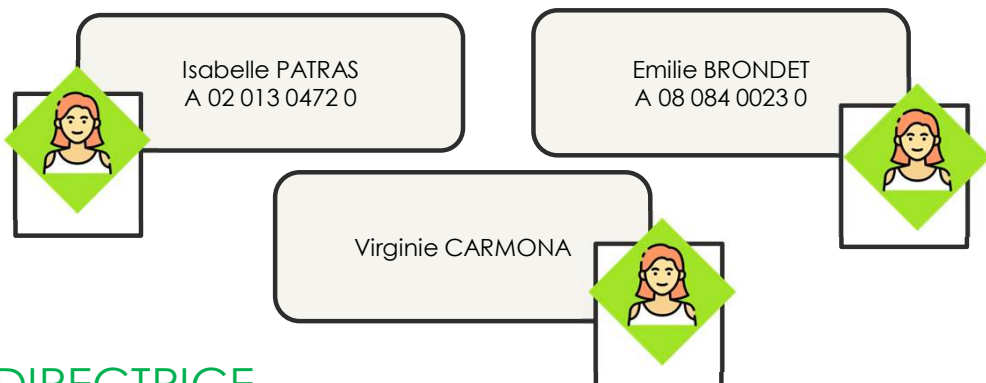 Isabelle PATRAS
A 02 013 0472 0
Emilie BRONDET
A 08 084 0023 0
Virginie CARMONA
DIRECTRICE